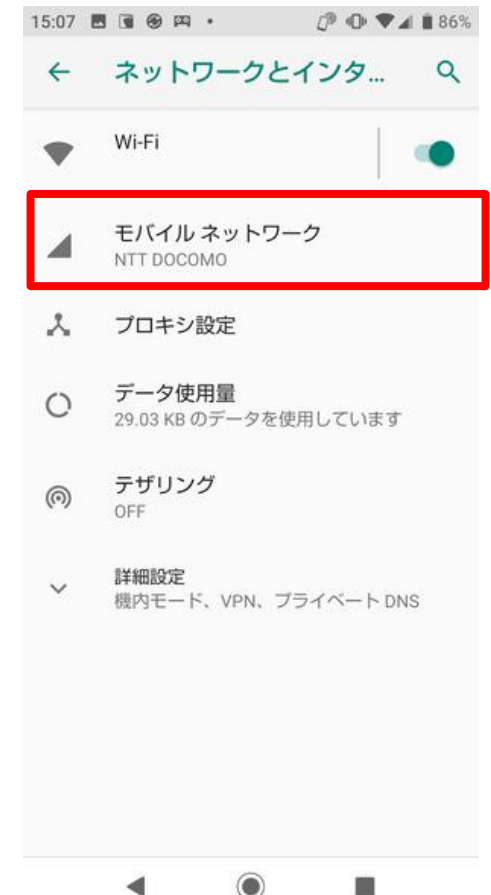 15:07 86%
ネットワークとインタ...
Wi-Fi
モバイル ネットワーク
NTT DOCOMO
プロキシ設定
データ使用量
29.03 KB のデータを使用しています
テザリング
OFF
詳細設定
機内モード、VPN、プライベート DNS